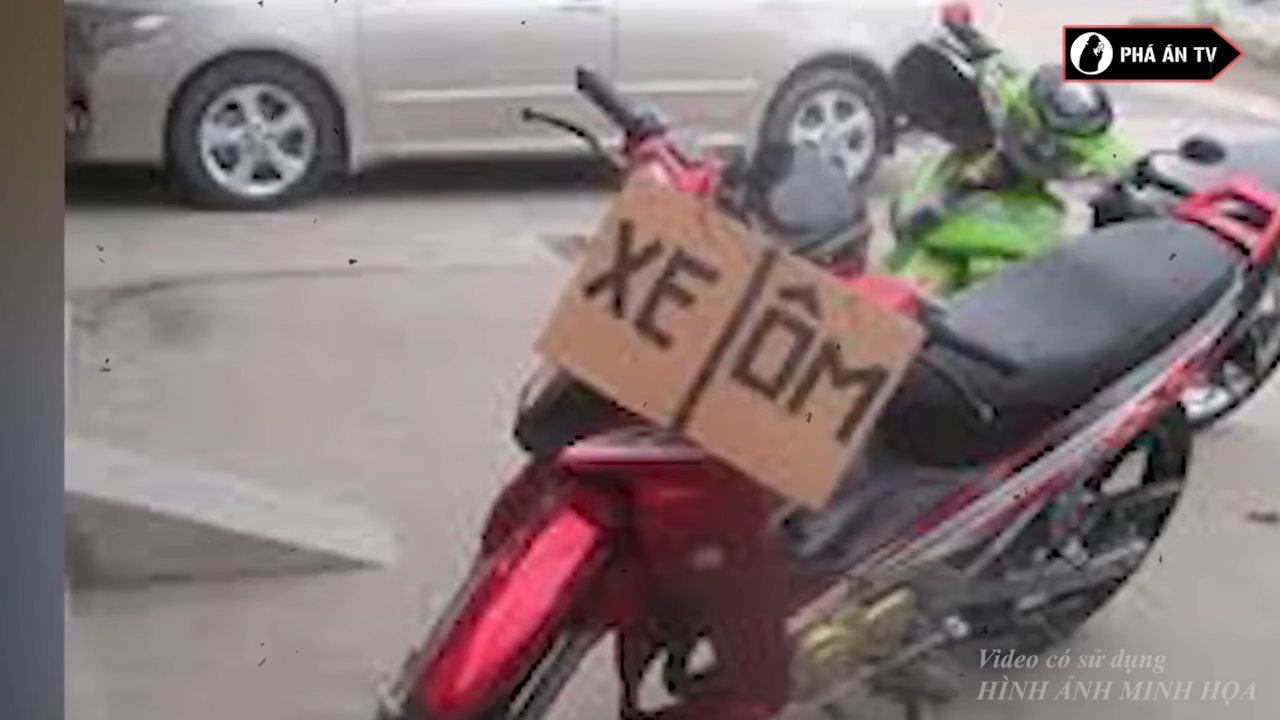 PHÁ ÁN TV
XE ÔM
Video có sử dụng
HÌNH ẢNH MINH HỌA